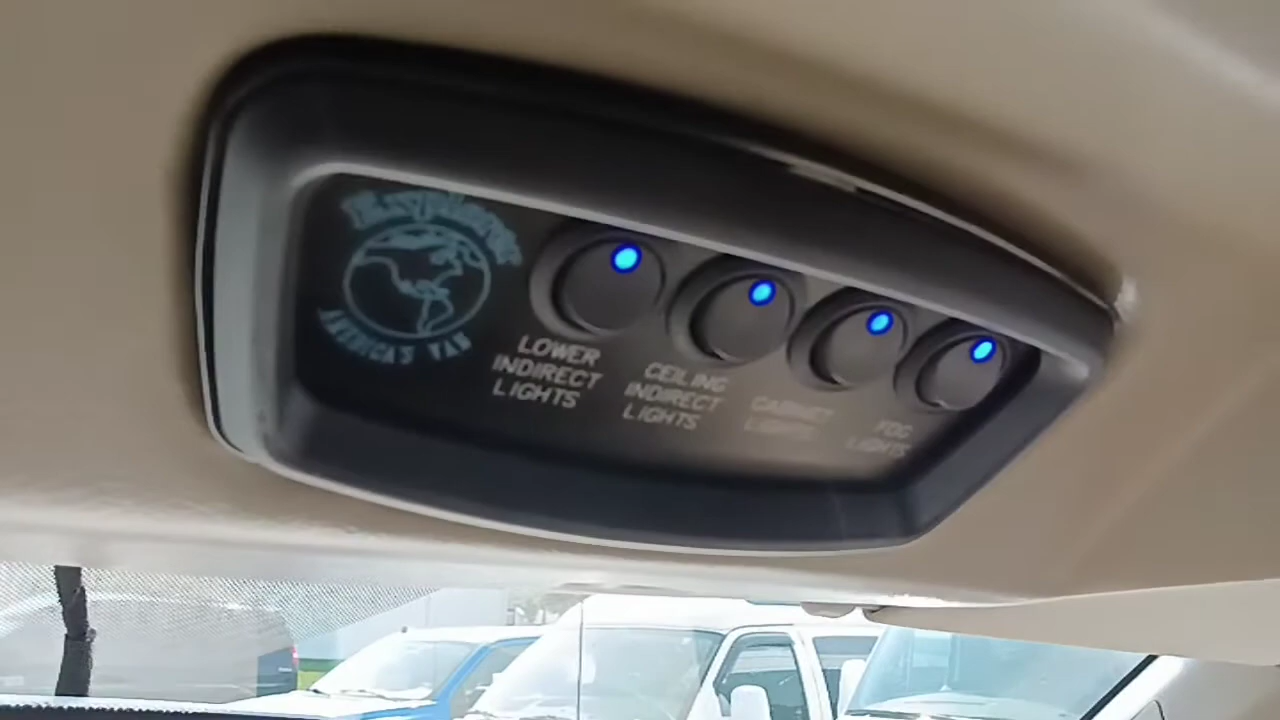 Explorer
AMERICA'S VAN
LOWER
INDIRECT
LIGHTS
CEILING
INDIRECT
LIGHTS
CABINET
LIGHTS
FOG
LIGHTS